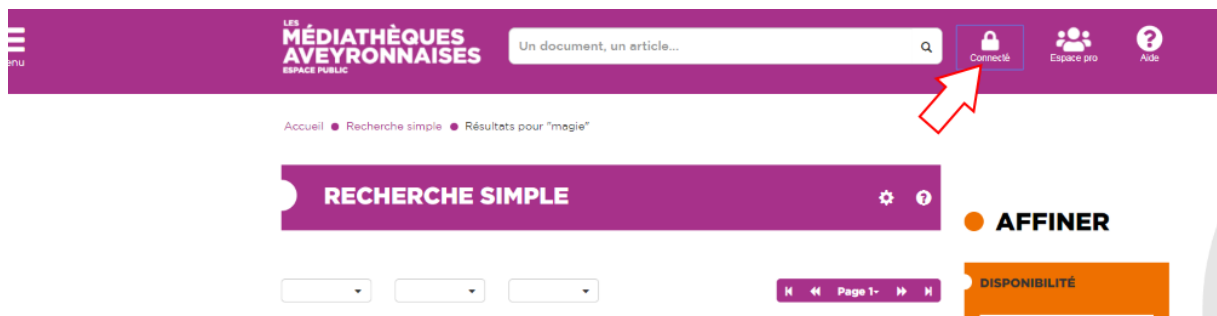 LES
MÉDIATHÈQUES
AVEYRONNAISES
ESPACE PUBLIC
Un document, un article...
Connecté
Espace pro
Aide
enu
Accueil ● Recherche simple ● Résultats pour "magie"
RECHERCHE SIMPLE
AFFINER
Page 1
DISPONIBILITÉ